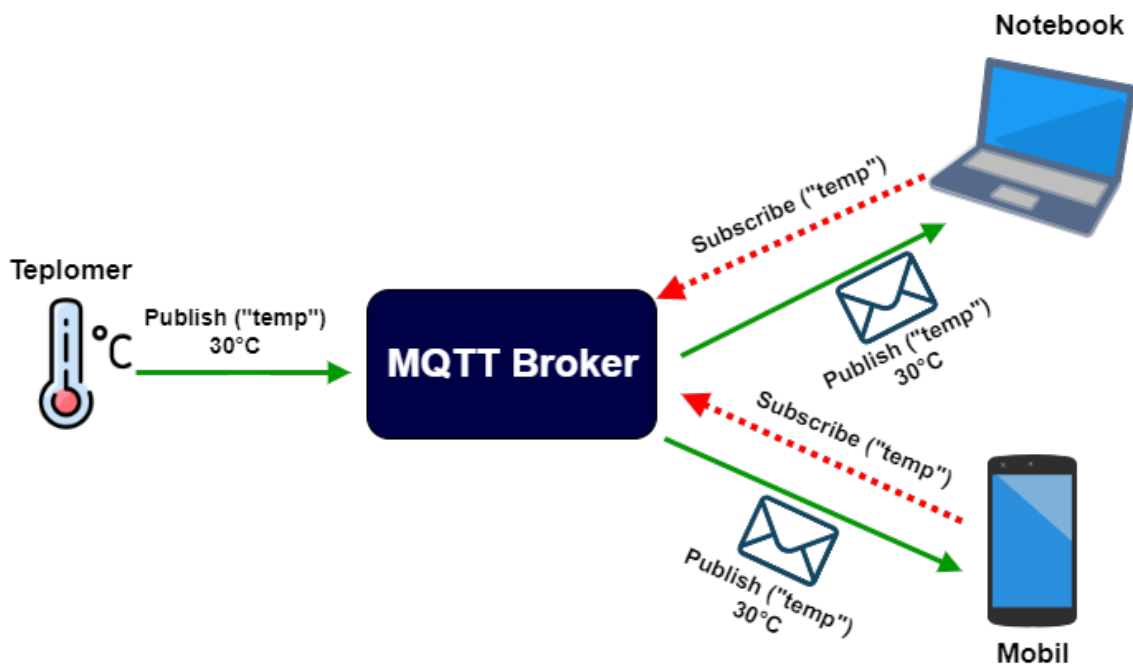 Notebook
Subscribe ("temp")
Teplomer
°C
Publish ("temp")
30°C
MQTT Broker
Publish ("temp")
30°C
Subscribe ("temp")
Publish ("temp")
30°C
Mobil